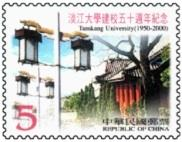 淡江大學建校五十週年紀念
Tamkang University(1950-2000)
5
中華民國郵票
REPUBLIC OF CHINA